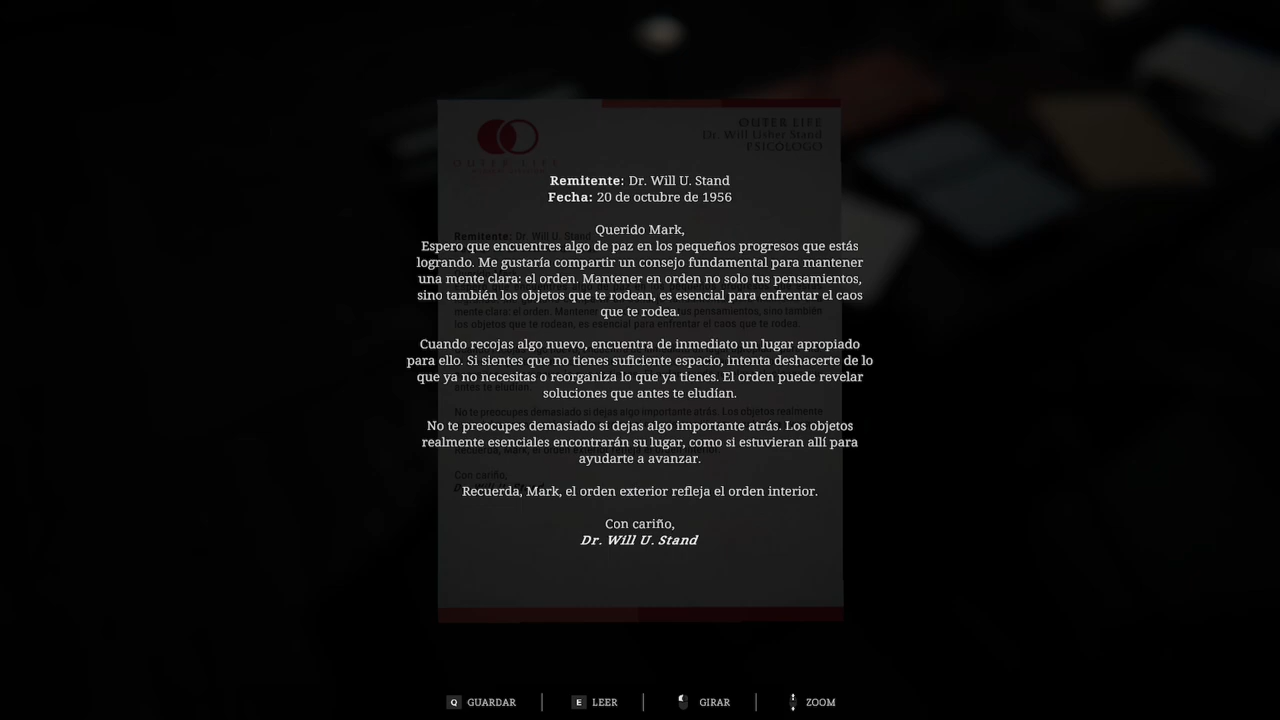 OUTER LIFE
Dr. Will Usher Stand
PSICOLOGO
OUTER LIFE
Remitente: Dr. Will U. Stand
Fecha: 20 de octubre de 1956
Querido Mark,
Espero que encuentres algo de paz en los pequeños progresos que estás
logrando. Me gustaría compartir un consejo fundamental para mantener
una mente clara: el orden. Mantener en orden no solo tus pensamientos,
sino también los objetos que te rodean, es esencial para enfrentar el caos
que te rodea.
Cuando recojas algo nuevo, encuentra de inmediato un lugar apropiado
para ello. Si sientes que no tienes suficiente espacio, intenta deshacerte de lo
que ya no necesitas o reorganiza lo que ya tienes. El orden puede revelar
soluciones que antes te eludían.
No te preocupes demasiado si dejas algo importante atrás. Los objetos
realmente esenciales encontrarán su lugar, como si estuvieran allí para
ayudarte a avanzar.
Recuerda, Mark, el orden exterior refleja el orden interior.
Con cariño,
Dr. Will U. Stand
Q GUARDAR
E LEER
GIRAR
ZOOM